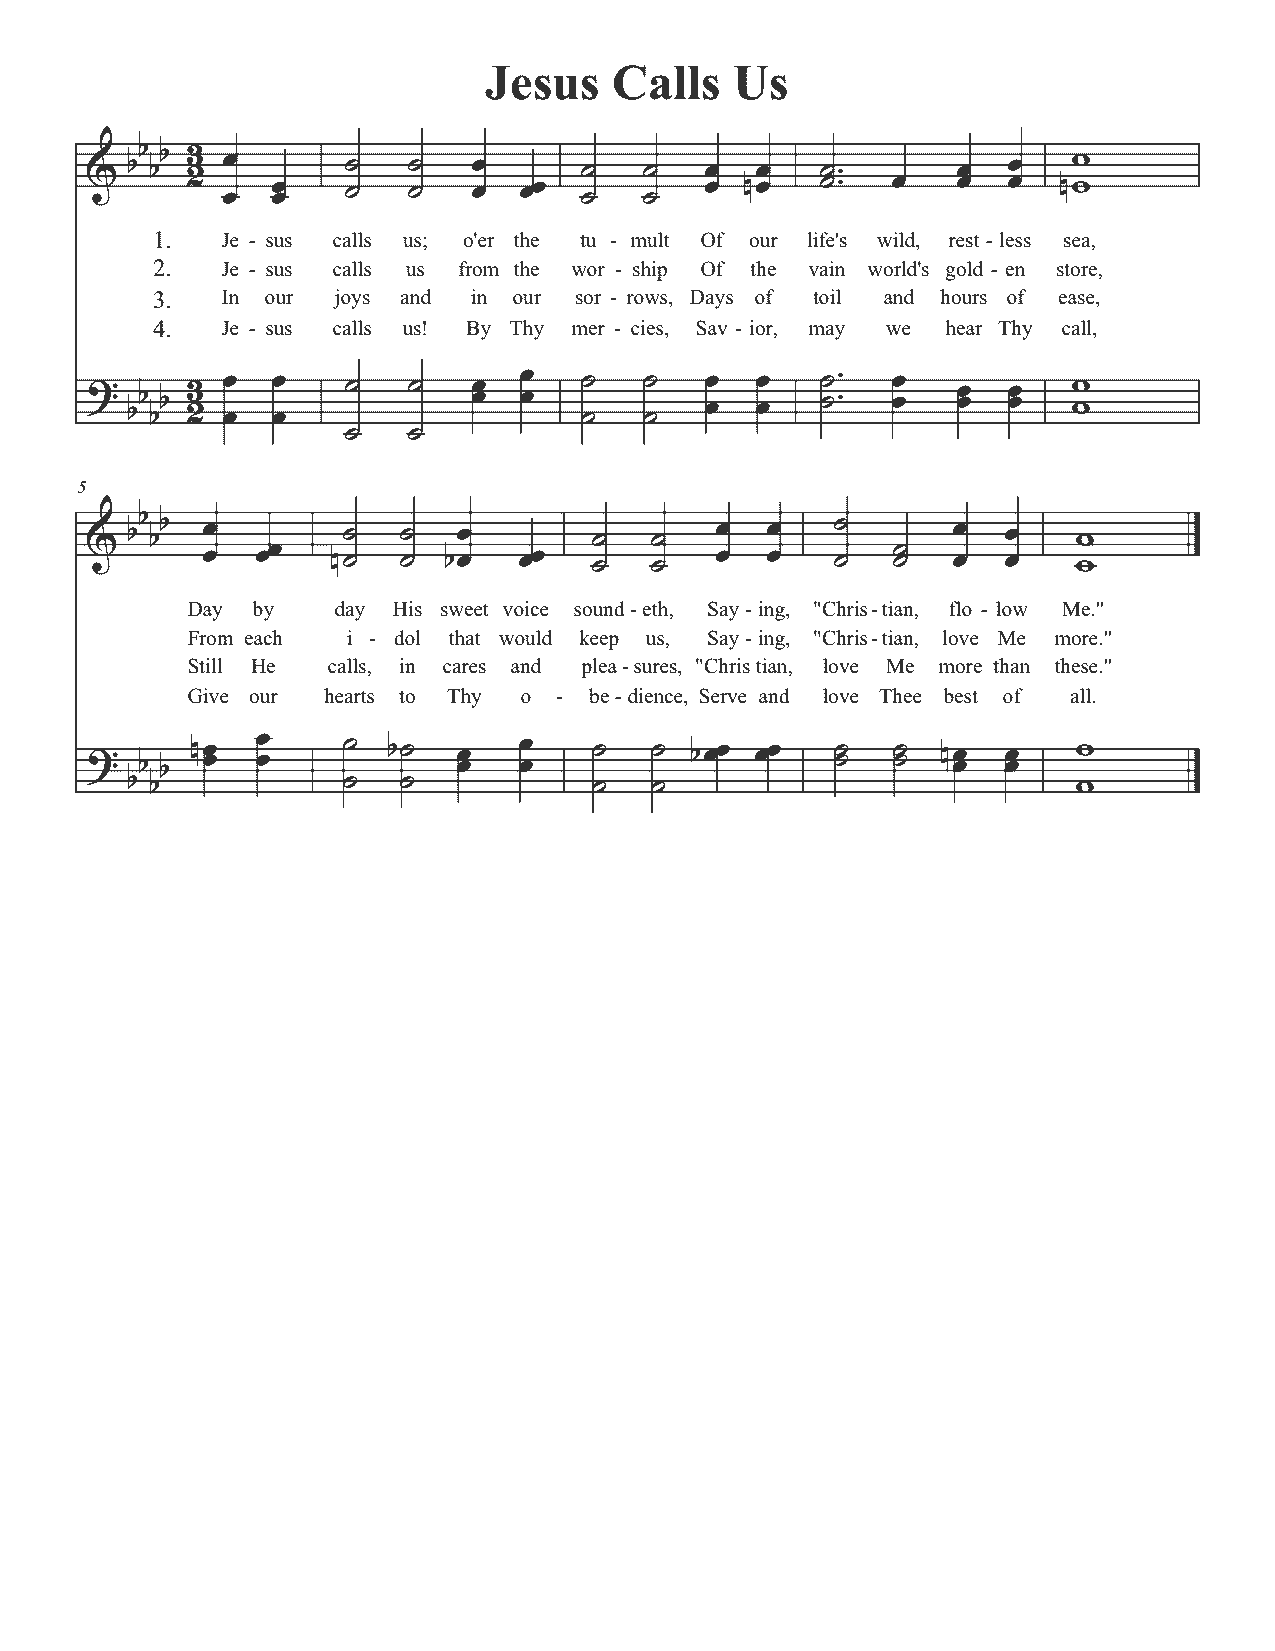 Jesus Calls Us
3
2
1. Je - sus calls us; o'er the tu - mult Of our life's wild, rest - less sea,
2. Je - sus calls us from the wor - ship Of the vain world's gold - en store,
3. In our joys and in our sor - rows, Days of toil and hours of ease,
4. Je - sus calls us! By Thy mer - cies, Sav - ior, may we hear Thy call,
3
2
5
Day by day His sweet voice sound - eth, Say - ing, "Chris - tian, flo - low Me."
From each i - dol that would keep us, Say - ing, "Chris - tian, love Me more."
Still He calls, in cares and plea - sures, "Chris tian, love Me more than these."
Give our hearts to Thy o - be - dience, Serve and love Thee best of all.